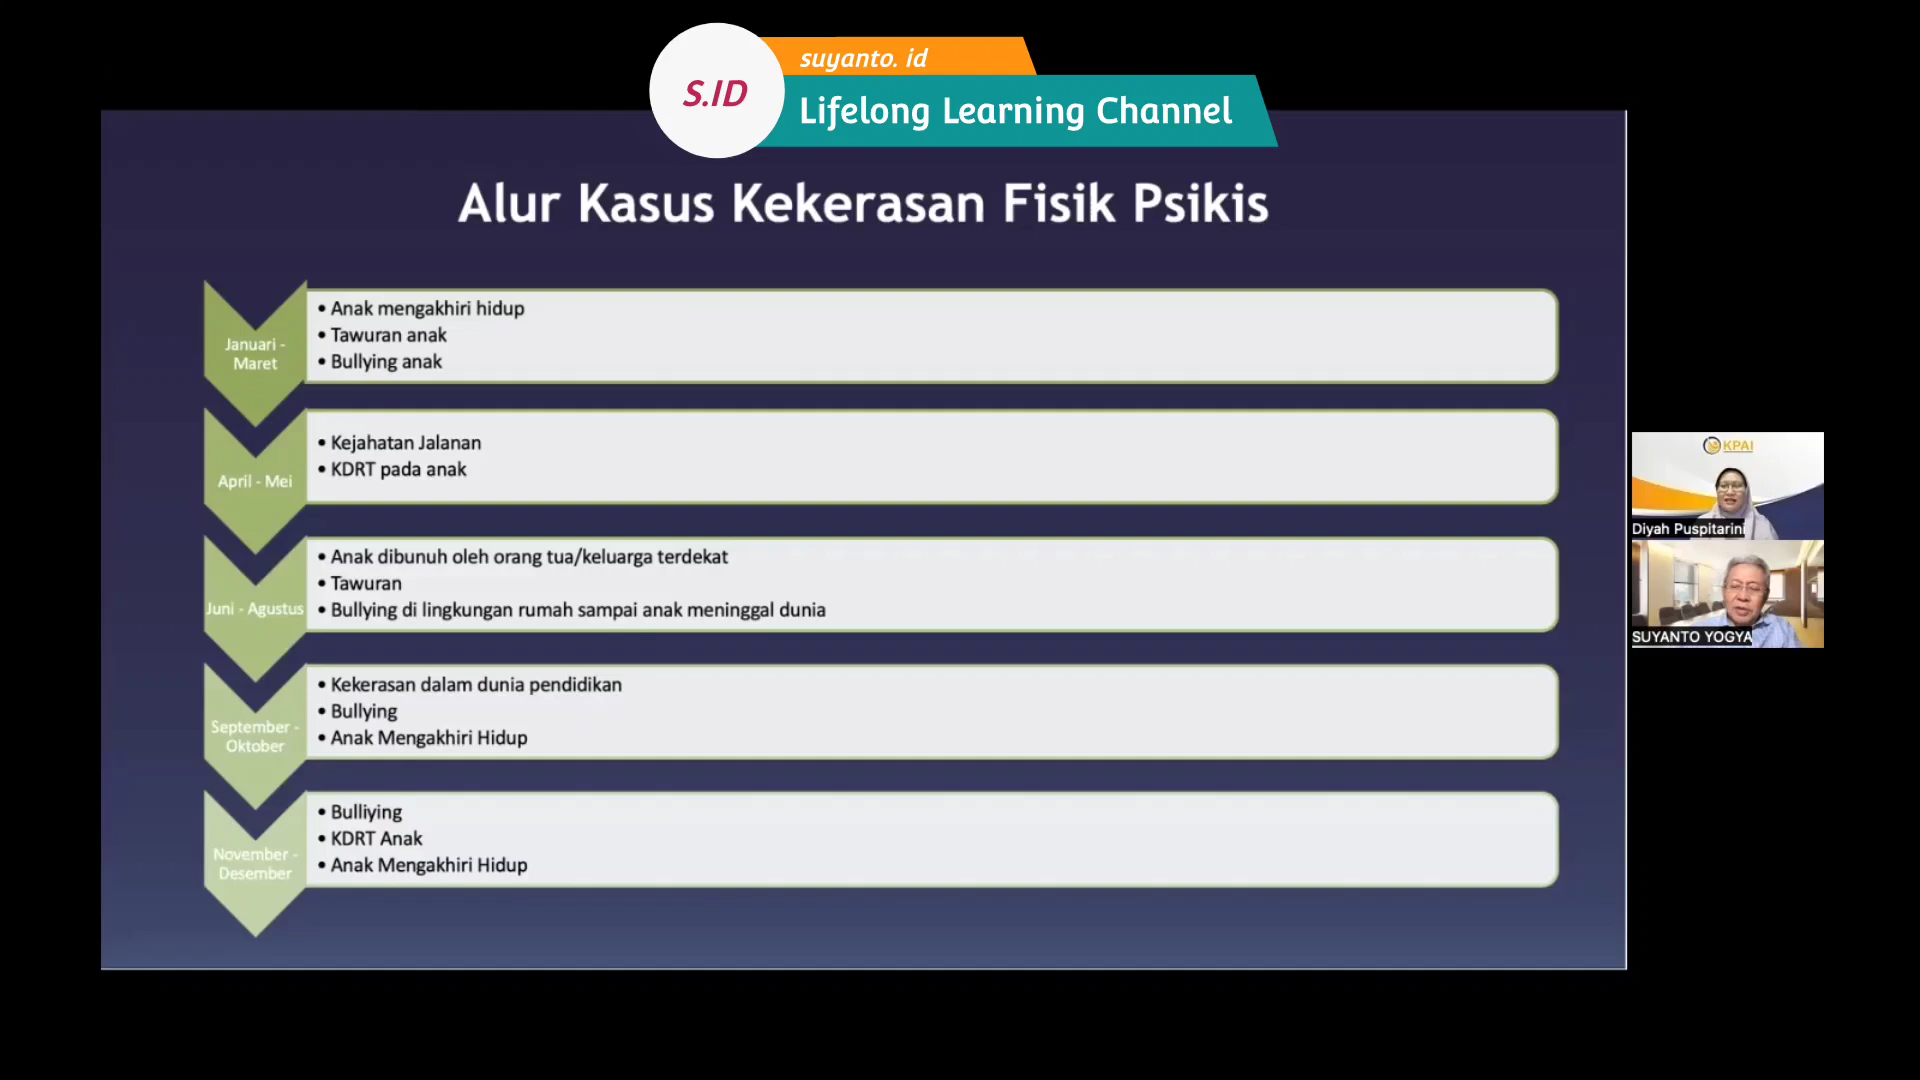 suyanto. id
S.ID
Lifelong Learning Channel
Alur Kasus Kekerasan Fisik Psikis
Januari -
Maret
• Anak mengakhiri hidup
• Tawuran anak
• Bullying anak
April - Mei
• Kejahatan Jalanan
• KDRT pada anak
Juni - Agustus
• Anak dibunuh oleh orang tua/keluarga terdekat
• Tawuran
• Bullying di lingkungan rumah sampai anak meninggal dunia
September -
Oktober
• Kekerasan dalam dunia pendidikan
• Bullying
• Anak Mengakhiri Hidup
November -
Desember
• Bulliying
• KDRT Anak
• Anak Mengakhiri Hidup
KPAI
Diyah Puspitarini
SUYANTO YOGYA